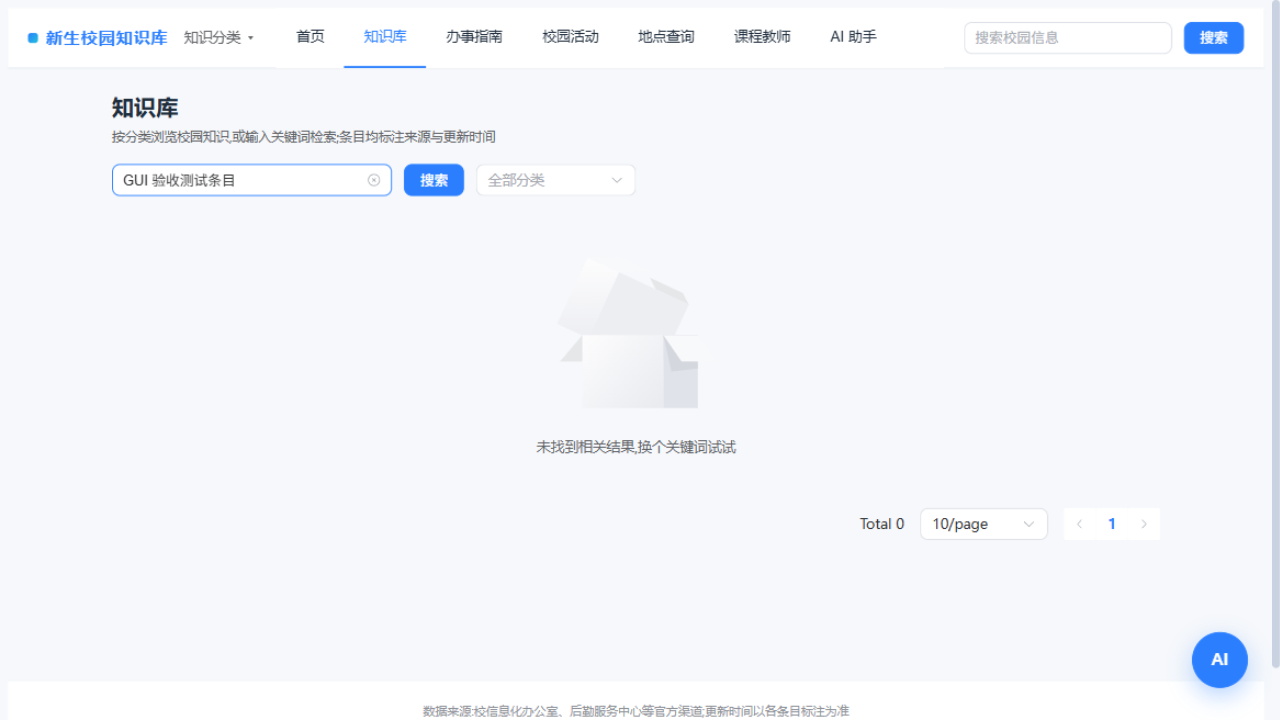 新生校园知识库 知识分类 首页 知识库 办事指南 校园活动 地点查询 课程教师 AI 助手 搜索校园信息 搜索
知识库
按分类浏览校园知识,或输入关键词检索;条目均标注来源与更新时间
GUI 验收测试条目 搜索 全部分类
未找到相关结果,换个关键词试试
Total 0 10/page 1
AI
数据来源:校信息化办公室、后勤服务中心等官方渠道;更新时间以各条目标注为准